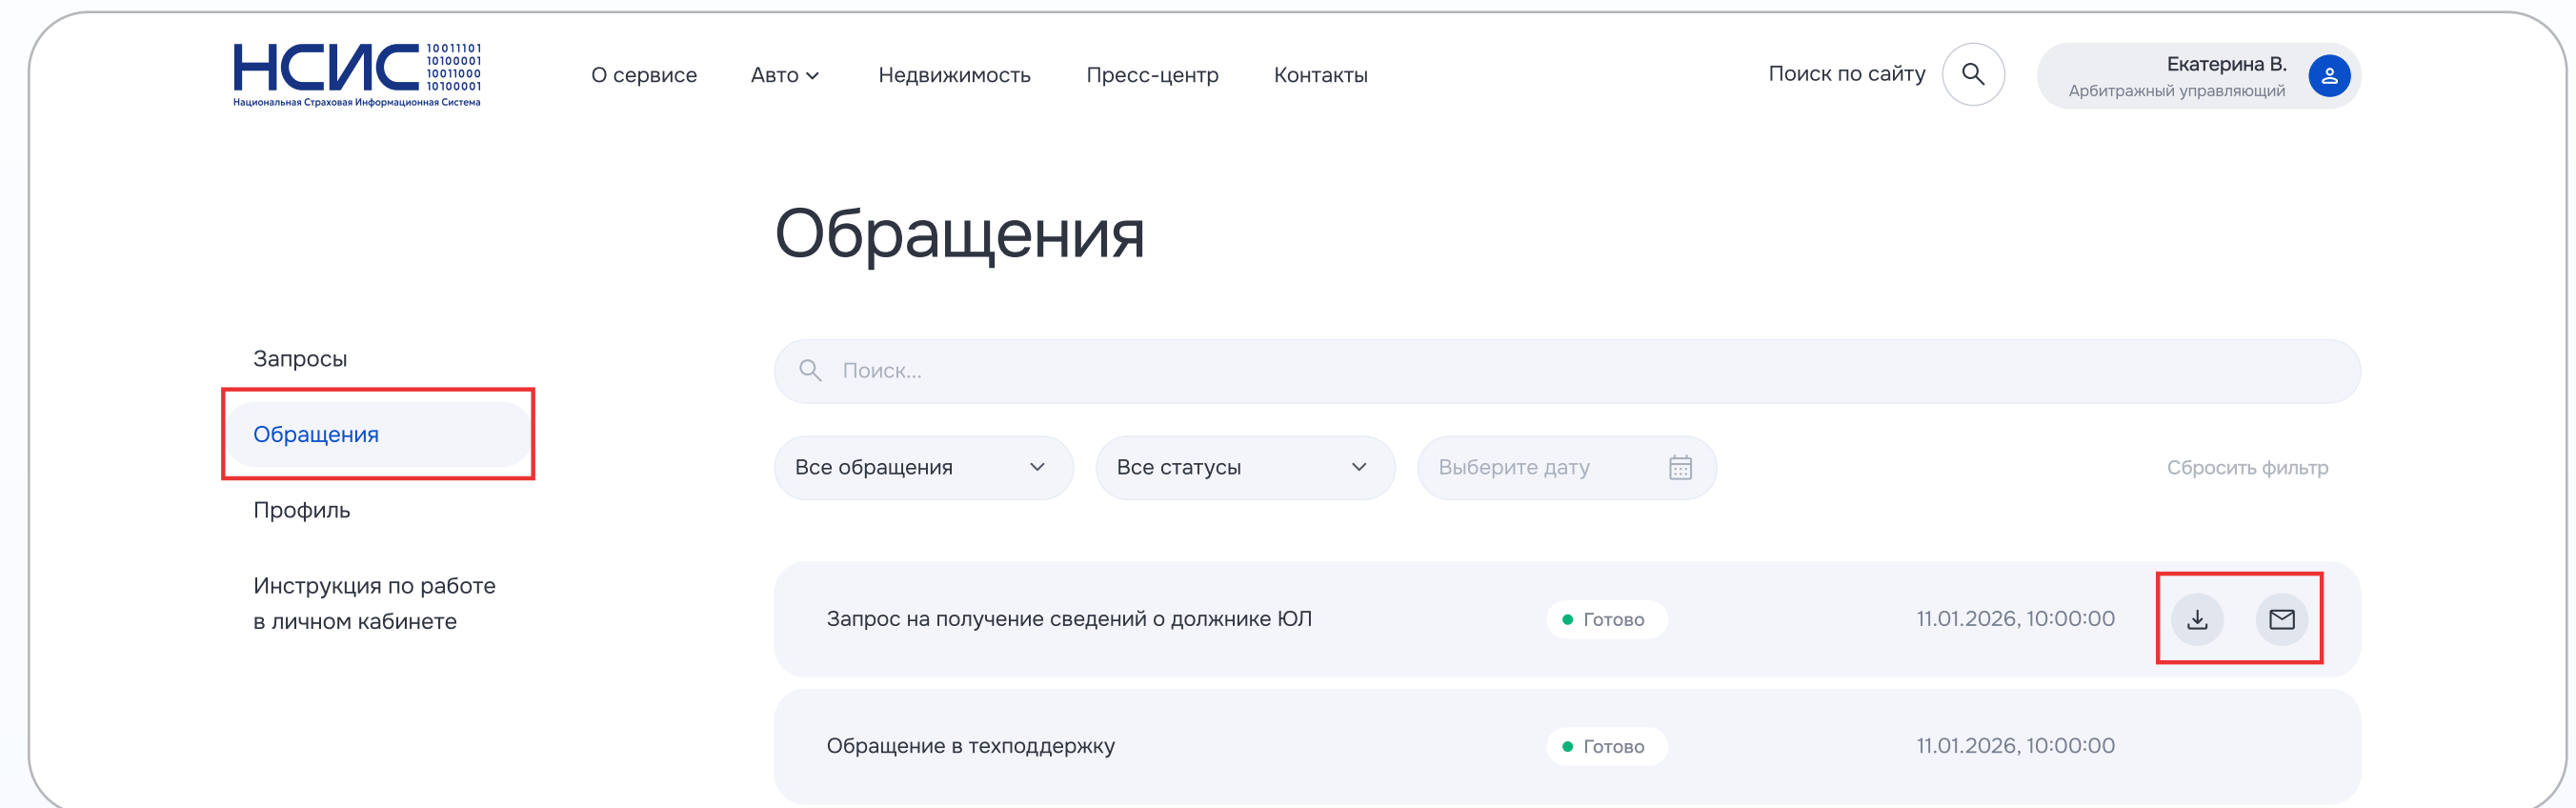 НСИС
10011101
10100001
10011000
10100001
Национальная Страховая Информационная Система
О сервисе
Авто
Недвижимость
Пресс-центр
Контакты
Поиск по сайту
Екатерина В.
Арбитражный управляющий
Обращения
Запросы
Обращения
Профиль
Инструкция по работе
в личном кабинете
Поиск...
Все обращения
Все статусы
Выберите дату
Сбросить фильтр
Запрос на получение сведений о должнике ЮЛ
Готово
11.01.2026, 10:00:00
Обращение в техподдержку
Готово
11.01.2026, 10:00:00